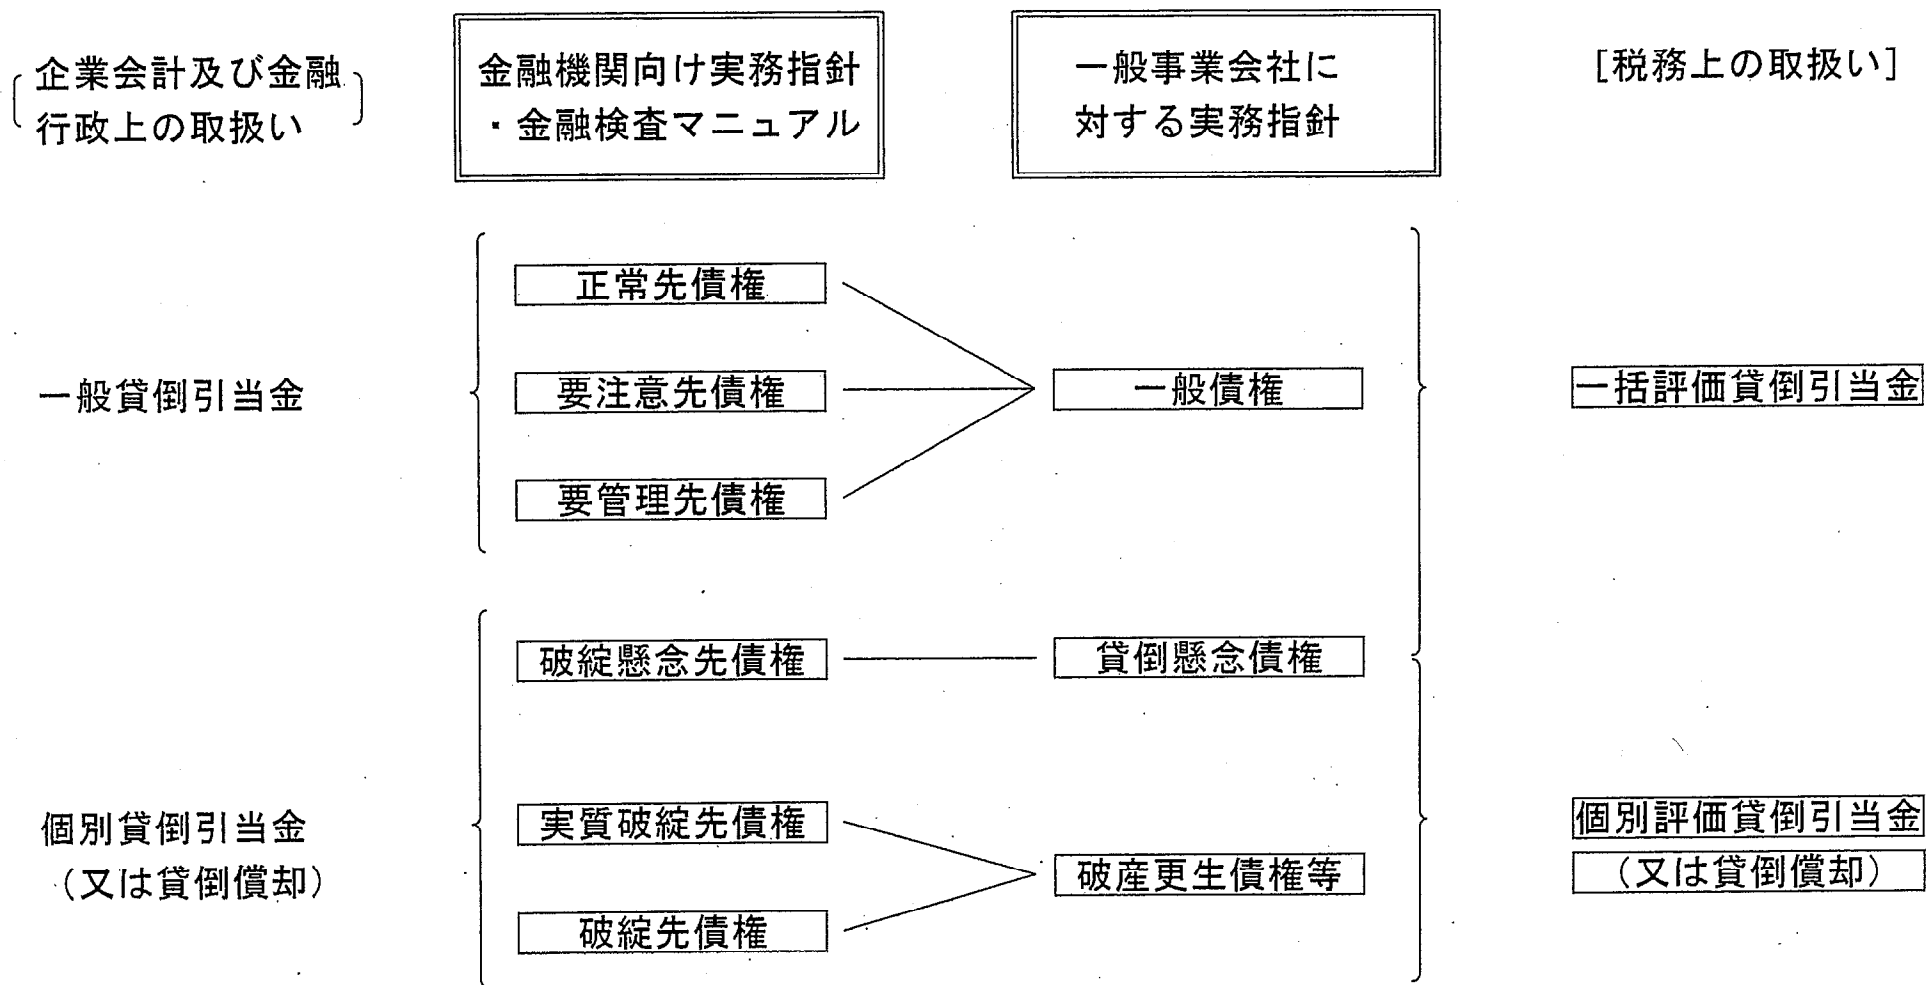 企業会計及び金融
行政上の取扱い
金融機関向け実務指針
・金融検査マニュアル
一般事業会社に
対する実務指針
[税務上の取扱い]
正常先債権
一般貸倒引当金
要注意先債権
一般債権
一括評価貸倒引当金
要管理先債権
破綻懸念先債権
貸倒懸念債権
個別貸倒引当金
(又は貸倒償却)
実質破綻先債権
破産更生債権等
個別評価貸倒引当金
(又は貸倒償却)
破綻先債権